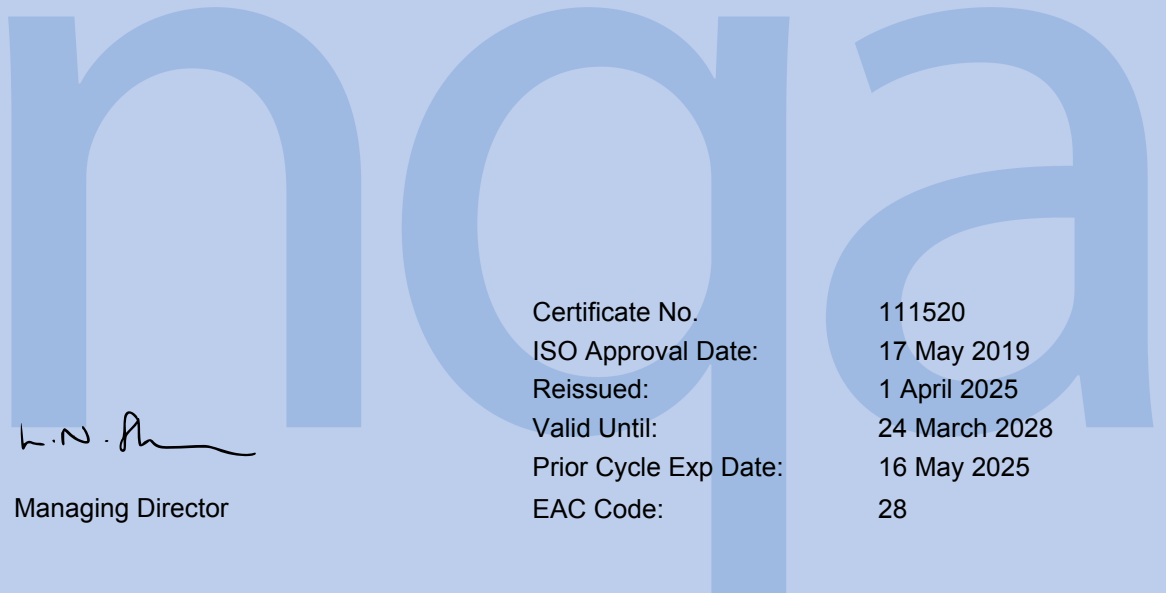 nqa
Certificate No. 111520
ISO Approval Date: 17 May 2019
Reissued: 1 April 2025
Valid Until: 24 March 2028
Prior Cycle Exp Date: 16 May 2025
EAC Code: 28
L.N.
Managing Director